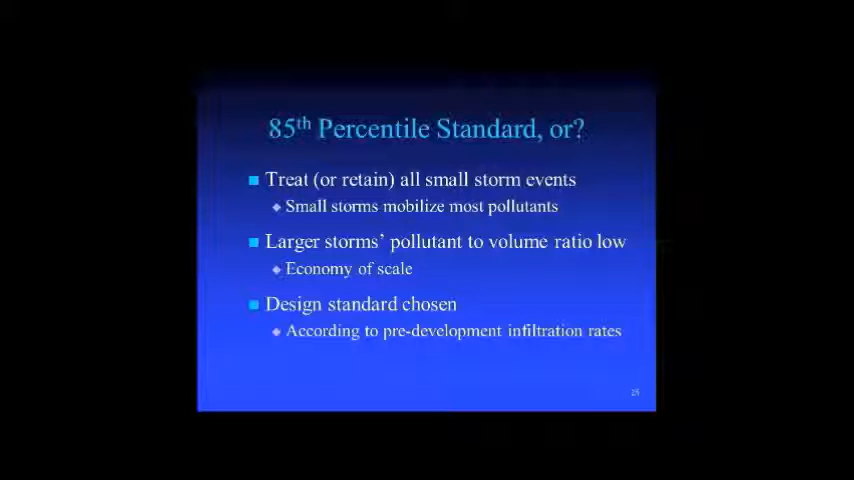 85th Percentile Standard, or?
Treat (or retain) all small storm events
Small storms mobilize most pollutants
Larger storms' pollutant to volume ratio low
Economy of scale
Design standard chosen
According to pre-development infiltration rates
25